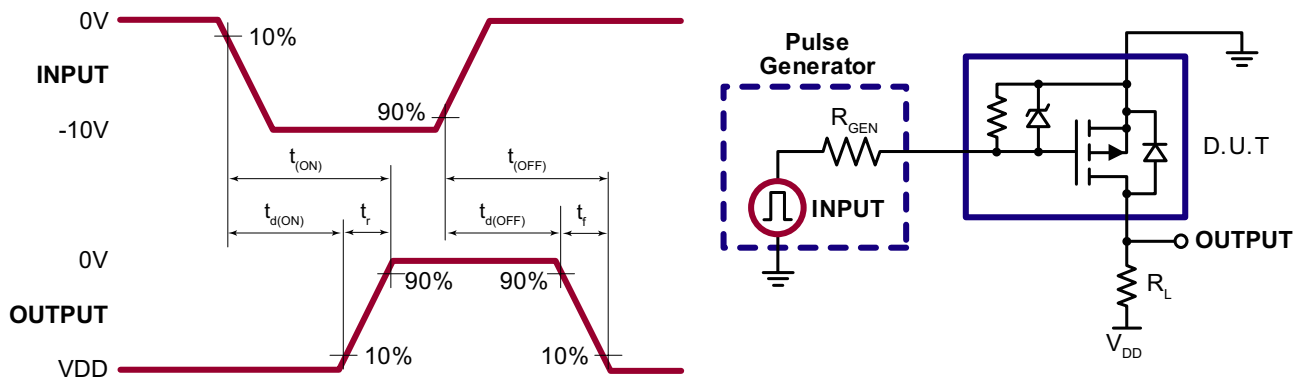 0V
10%
INPUT
90%
-10V
t(ON)
t(OFF)
td(ON)
tr
td(OFF)
tf
0V
90%
90%
OUTPUT
10%
10%
VDD
Pulse
Generator
RGEN
INPUT
D.U.T
OUTPUT
RL
VDD